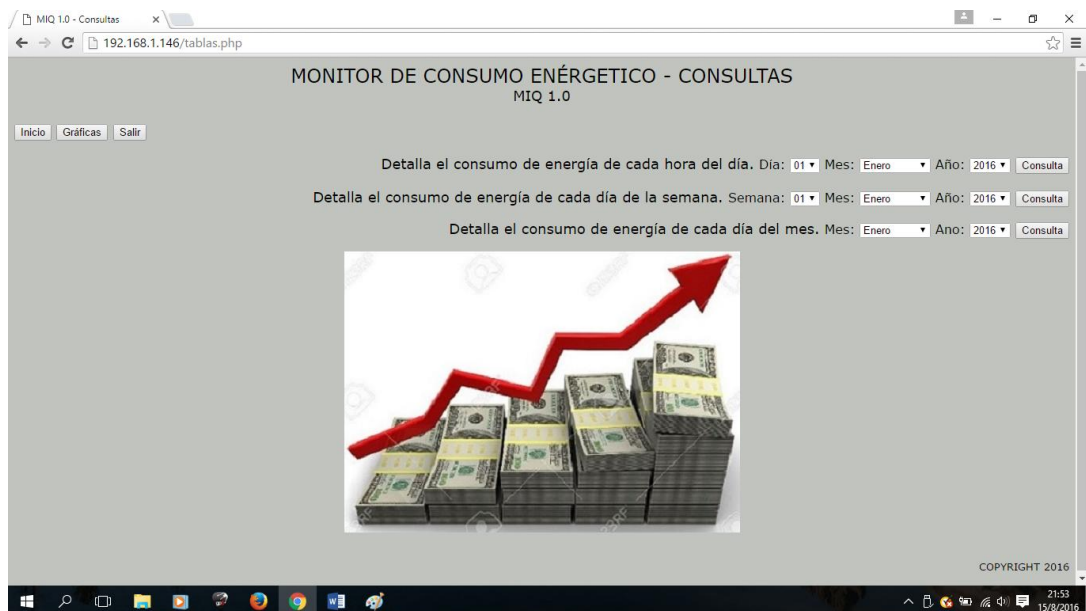 MIQ 1.0 - Consultas
192.168.1.146/tablas.php
MONITOR DE CONSUMO ENÉRGETICO - CONSULTAS
MIQ 1.0
Inicio Gráficas Salir
Detalla el consumo de energía de cada hora del día. Día: 01 Mes: Enero Año: 2016 Consulta
Detalla el consumo de energía de cada día de la semana. Semana: 01 Mes: Enero Año: 2016 Consulta
Detalla el consumo de energía de cada día del mes. Mes: Enero Ano: 2016 Consulta
COPYRIGHT 2016
21:53
15/8/2016